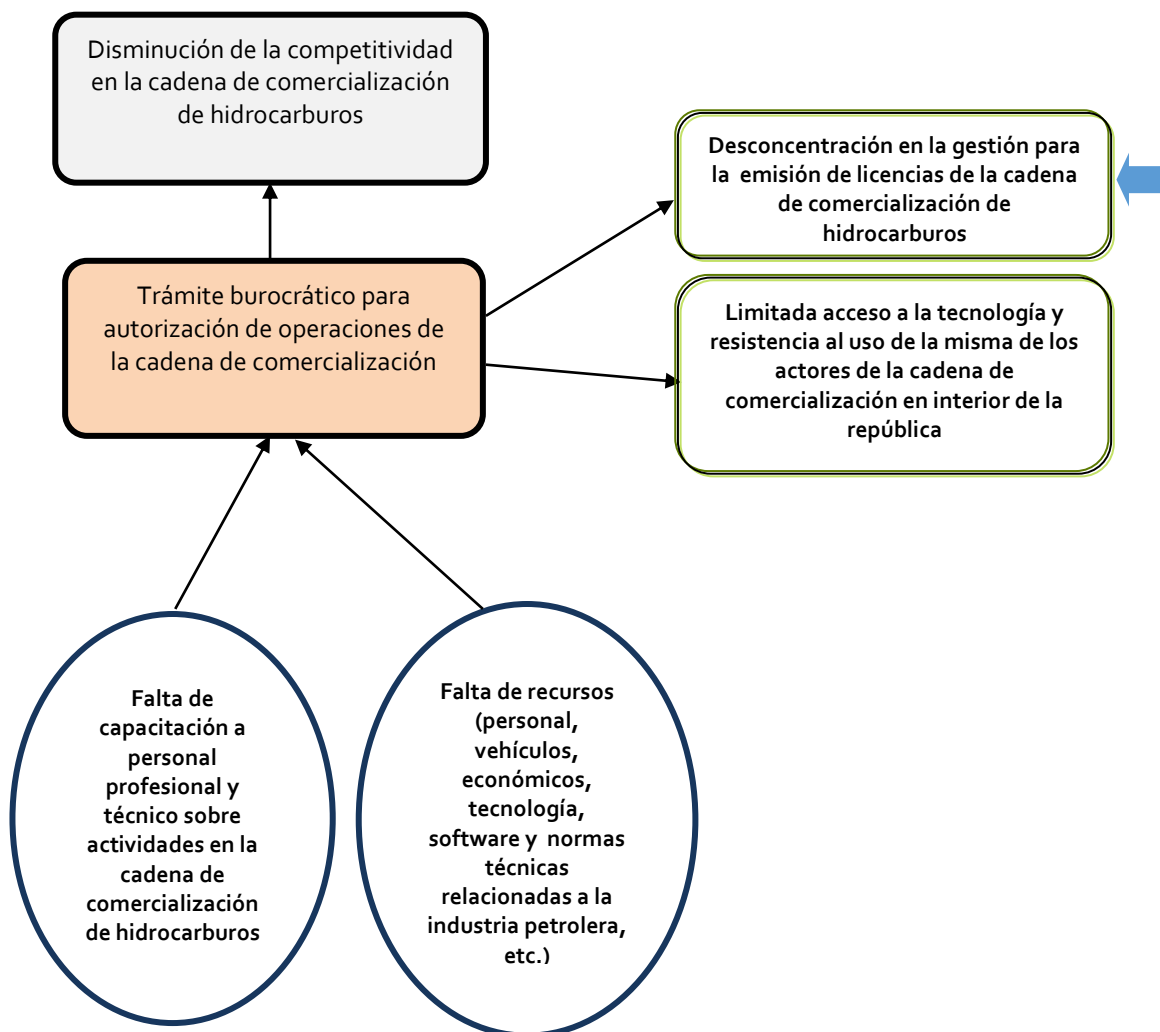 Disminución de la competitividad
en la cadena de comercialización
de hidrocarburos
Desconcentración en la gestión para
la emisión de licencias de la cadena
de comercialización de
hidrocarburos
Trámite burocrático para
autorización de operaciones de
la cadena de comercialización
Limitada acceso a la tecnología y
resistencia al uso de la misma de los
actores de la cadena de
comercialización en interior de la
república
Falta de
capacitación a
personal
profesional y
técnico sobre
actividades en la
cadena de
comercialización
de hidrocarburos
Falta de recursos
(personal,
vehículos,
económicos,
tecnología,
software y normas
técnicas
relacionadas a la
industria petrolera,
etc.)